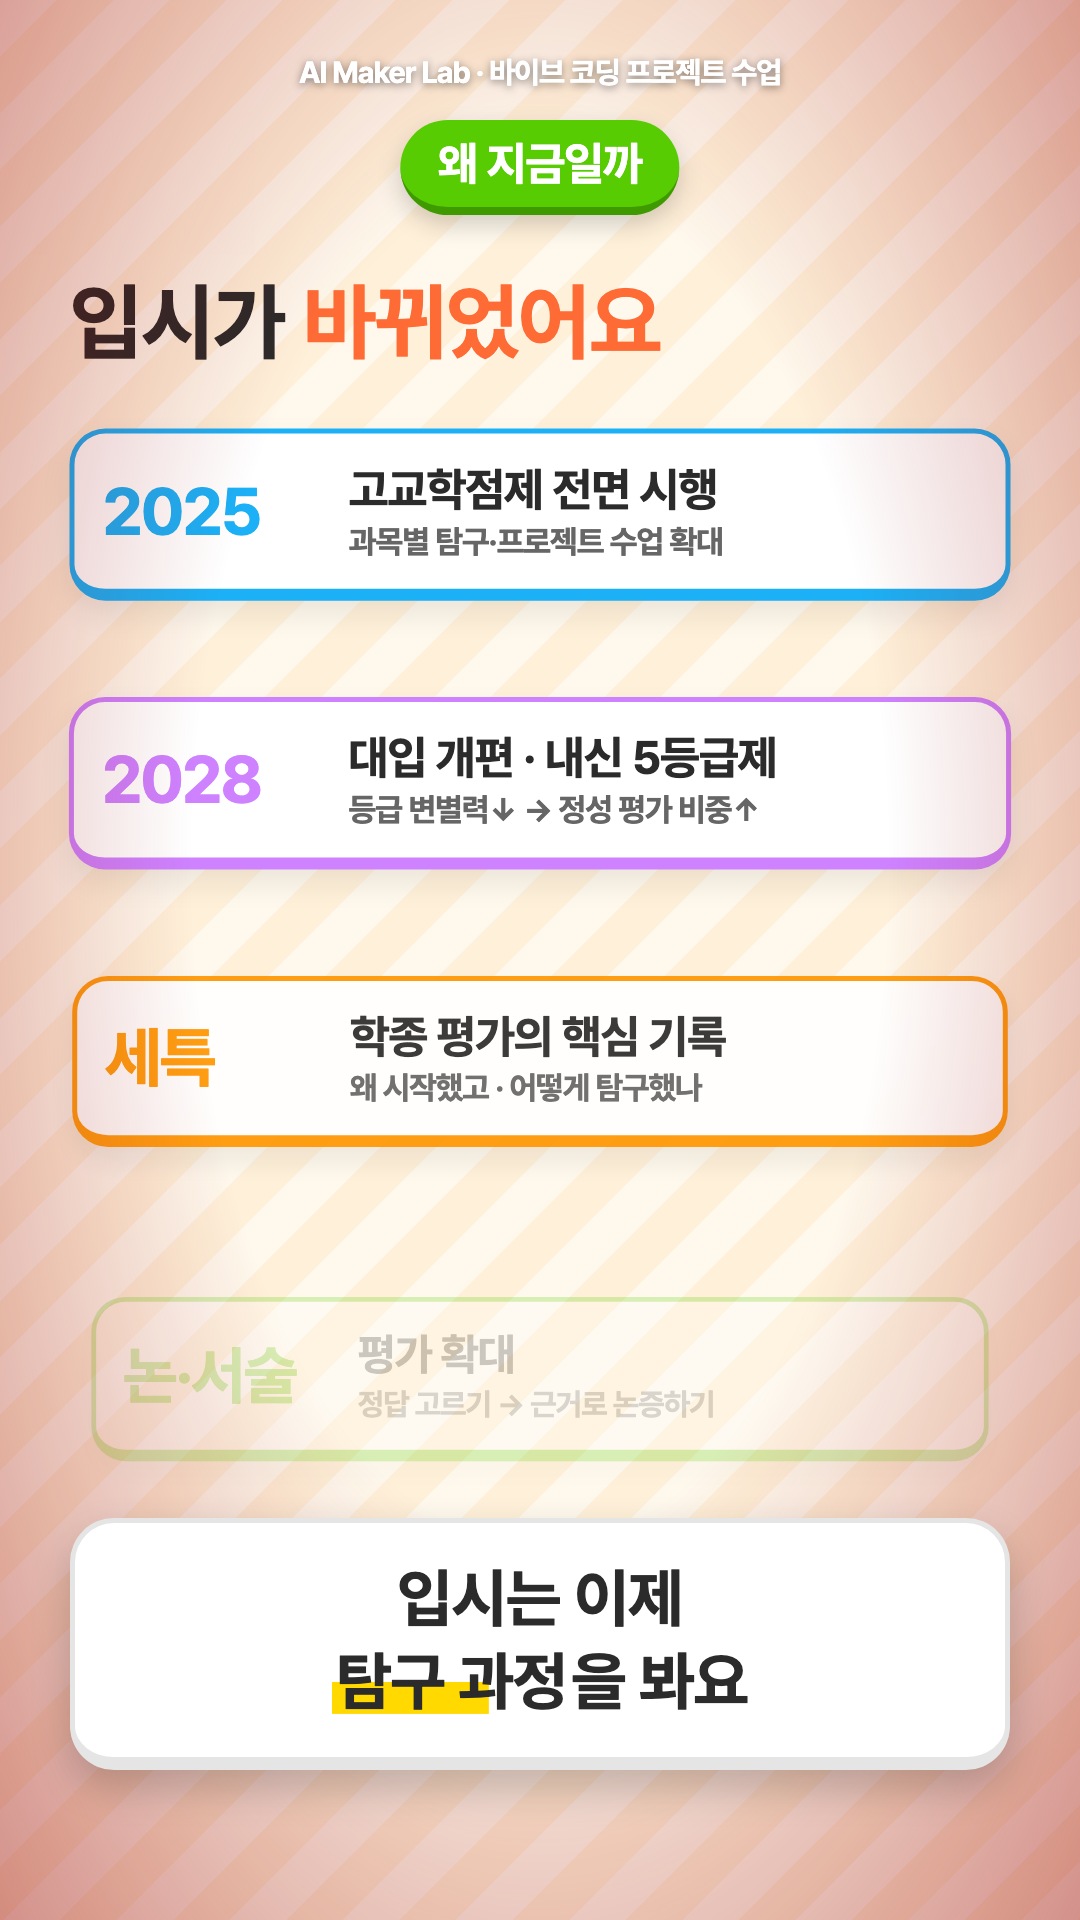 AI Maker Lab · 바이브 코딩 프로젝트 수업
왜 지금일까
입시가 바뀌었어요
2025
고교학점제 전면 시행
과목별 탐구·프로젝트 수업 확대
2028
대입 개편 · 내신 5등급제
등급 변별력↓ → 정성 평가 비중↑
세특
학종 평가의 핵심 기록
왜 시작했고 · 어떻게 탐구했나
논·서술
평가 확대
정답 고르기 → 근거로 논증하기
입시는 이제
탐구 과정을 봐요